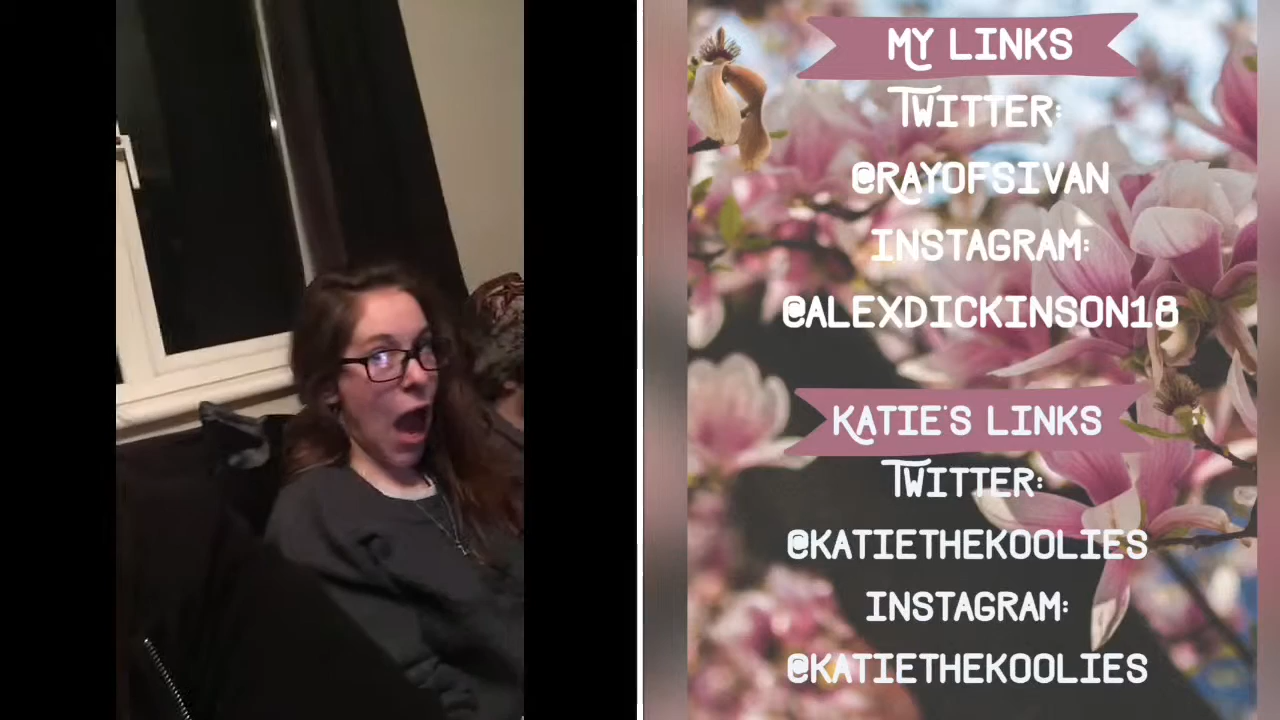 MY LINKS
TWITTER:
@RAYOFSIVAN
INSTAGRAM:
@ALEXDICKINSON18
KATIE'S LINKS
TWITTER:
@KATIETHEKOOLIES
INSTAGRAM:
@KATIETHEKOOLIES